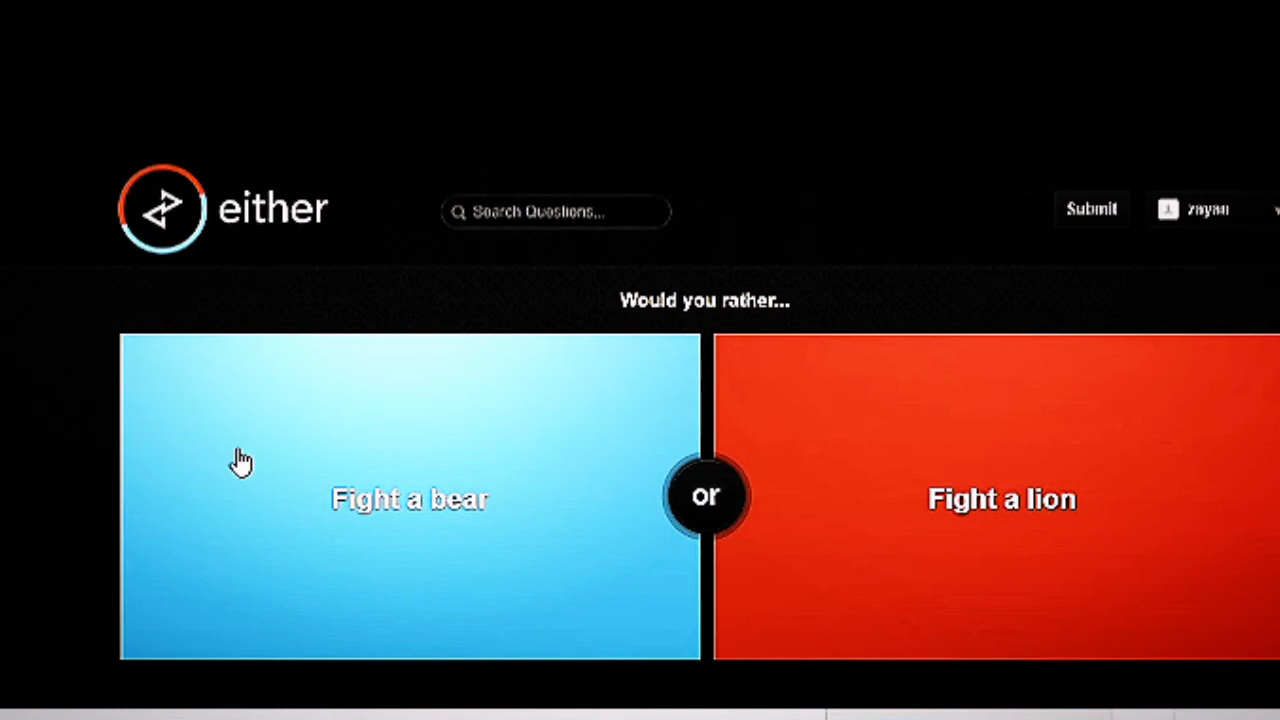 either
Search Questions...
Submit
zayan
Would you rather...
Fight a bear
or
Fight a lion